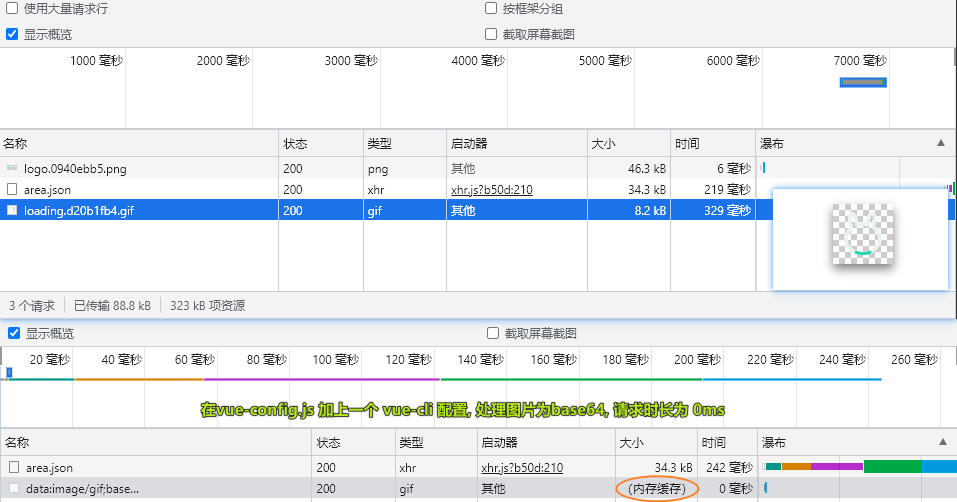 使用大量请求行 按框架分组
显示概览 截取屏幕截图
1000 毫秒 2000 毫秒 3000 毫秒 4000 毫秒 5000 毫秒 6000 毫秒 7000 毫秒
名称 状态 类型 启动器 大小 时间 瀑布
logo.0940ebb5.png 200 png 其他 46.3 kB 6 毫秒
area.json 200 xhr xhr.js?b50d:210 34.3 kB 219 毫秒
loading.d20b1fb4.gif 200 gif 其他 8.2 kB 329 毫秒
3 个请求 已传输 88.8 kB 323 kB 项资源
显示概览 截取屏幕截图
20 毫秒 40 毫秒 60 毫秒 80 毫秒 100 毫秒 120 毫秒 140 毫秒 160 毫秒 180 毫秒 200 毫秒 220 毫秒 240 毫秒 260 毫秒
在vue-config.js 加上一个 vue-cli 配置, 处理图片为base64, 请求时长为 0ms
名称 状态 类型 启动器 大小 时间 瀑布
area.json 200 xhr xhr.js?b50d:210 34.3 kB 242 毫秒
data:image/gif;base... 200 gif 其他 (内存缓存) 0 毫秒